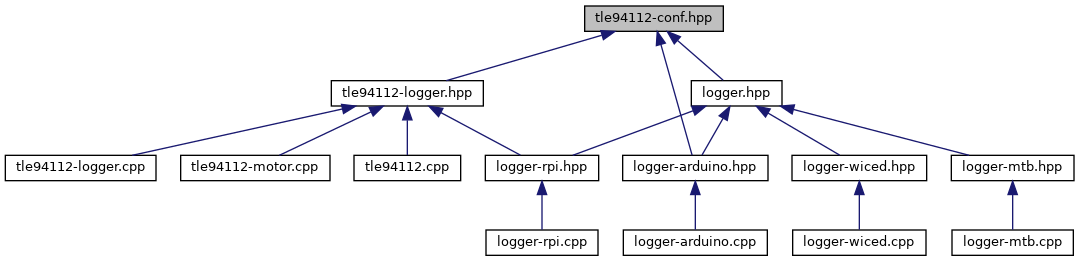 tle94112-conf.hpp
tle94112-logger.hpp
logger.hpp
tle94112-logger.cpp
tle94112-motor.cpp
tle94112.cpp
logger-rpi.hpp
logger-arduino.hpp
logger-wiced.hpp
logger-mtb.hpp
logger-rpi.cpp
logger-arduino.cpp
logger-wiced.cpp
logger-mtb.cpp